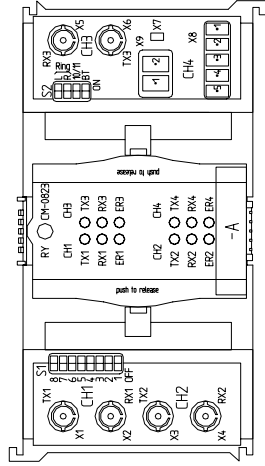 X5
X6
X7
X8
X9
RX3
CH3
TX3
CH4
+1
+2
+3
+4
+5
+2
+1
S2
Ring
L
R
10/11
BT
ON
push to release
RY
CM-0823
CH3
TX3
RX3
ER3
CH4
TX4
RX4
ER4
CH1
TX1
RX1
ER1
CH2
TX2
RX2
ER2
-A
push to release
S1
8
7
6
5
4
3
2
1
OFF
TX1
CH1
RX1
TX2
CH2
RX2
X1
X2
X3
X4